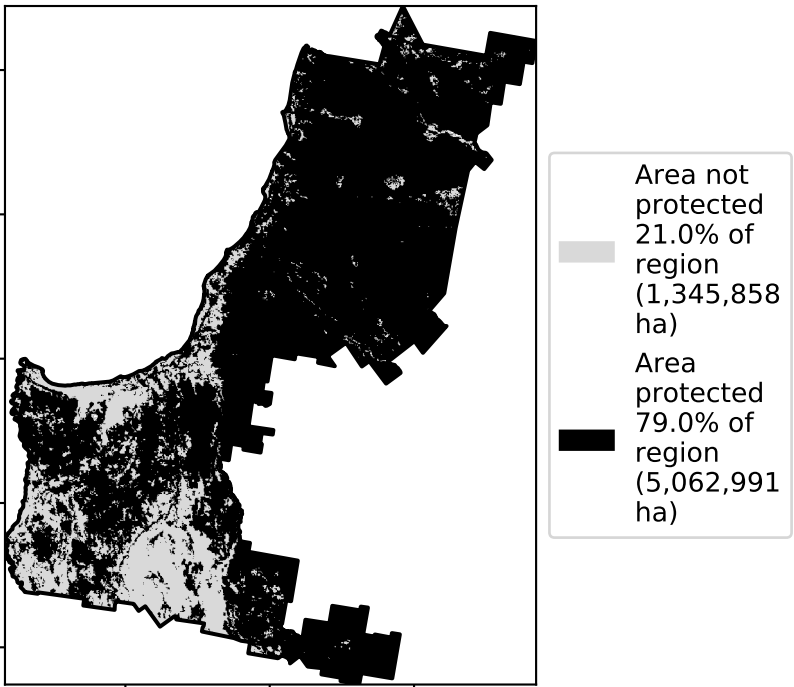 Area not
protected
21.0% of
region
(1,345,858
ha)
Area
protected
79.0% of
region
(5,062,991
ha)